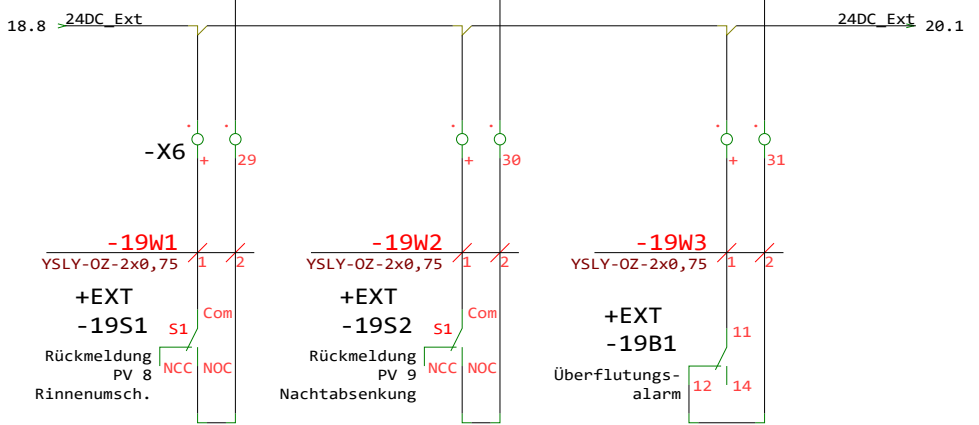 18.8 24DC_Ext 24DC_Ext 20.1
-X6 + 29 + 30 + 31
-19W1 -19W2 -19W3
YSLY-OZ-2x0,75 1 2 YSLY-OZ-2x0,75 1 2 YSLY-OZ-2x0,75 1 2
+EXT
-19S1
S1 Com
Rückmeldung
PV 8
Rinnenumsch.
NCC NOC
+EXT
-19S2
S1 Com
Rückmeldung
PV 9
Nachtabsenkung
NCC NOC
+EXT
-19B1
11
Überflutungs-
alarm
12 14